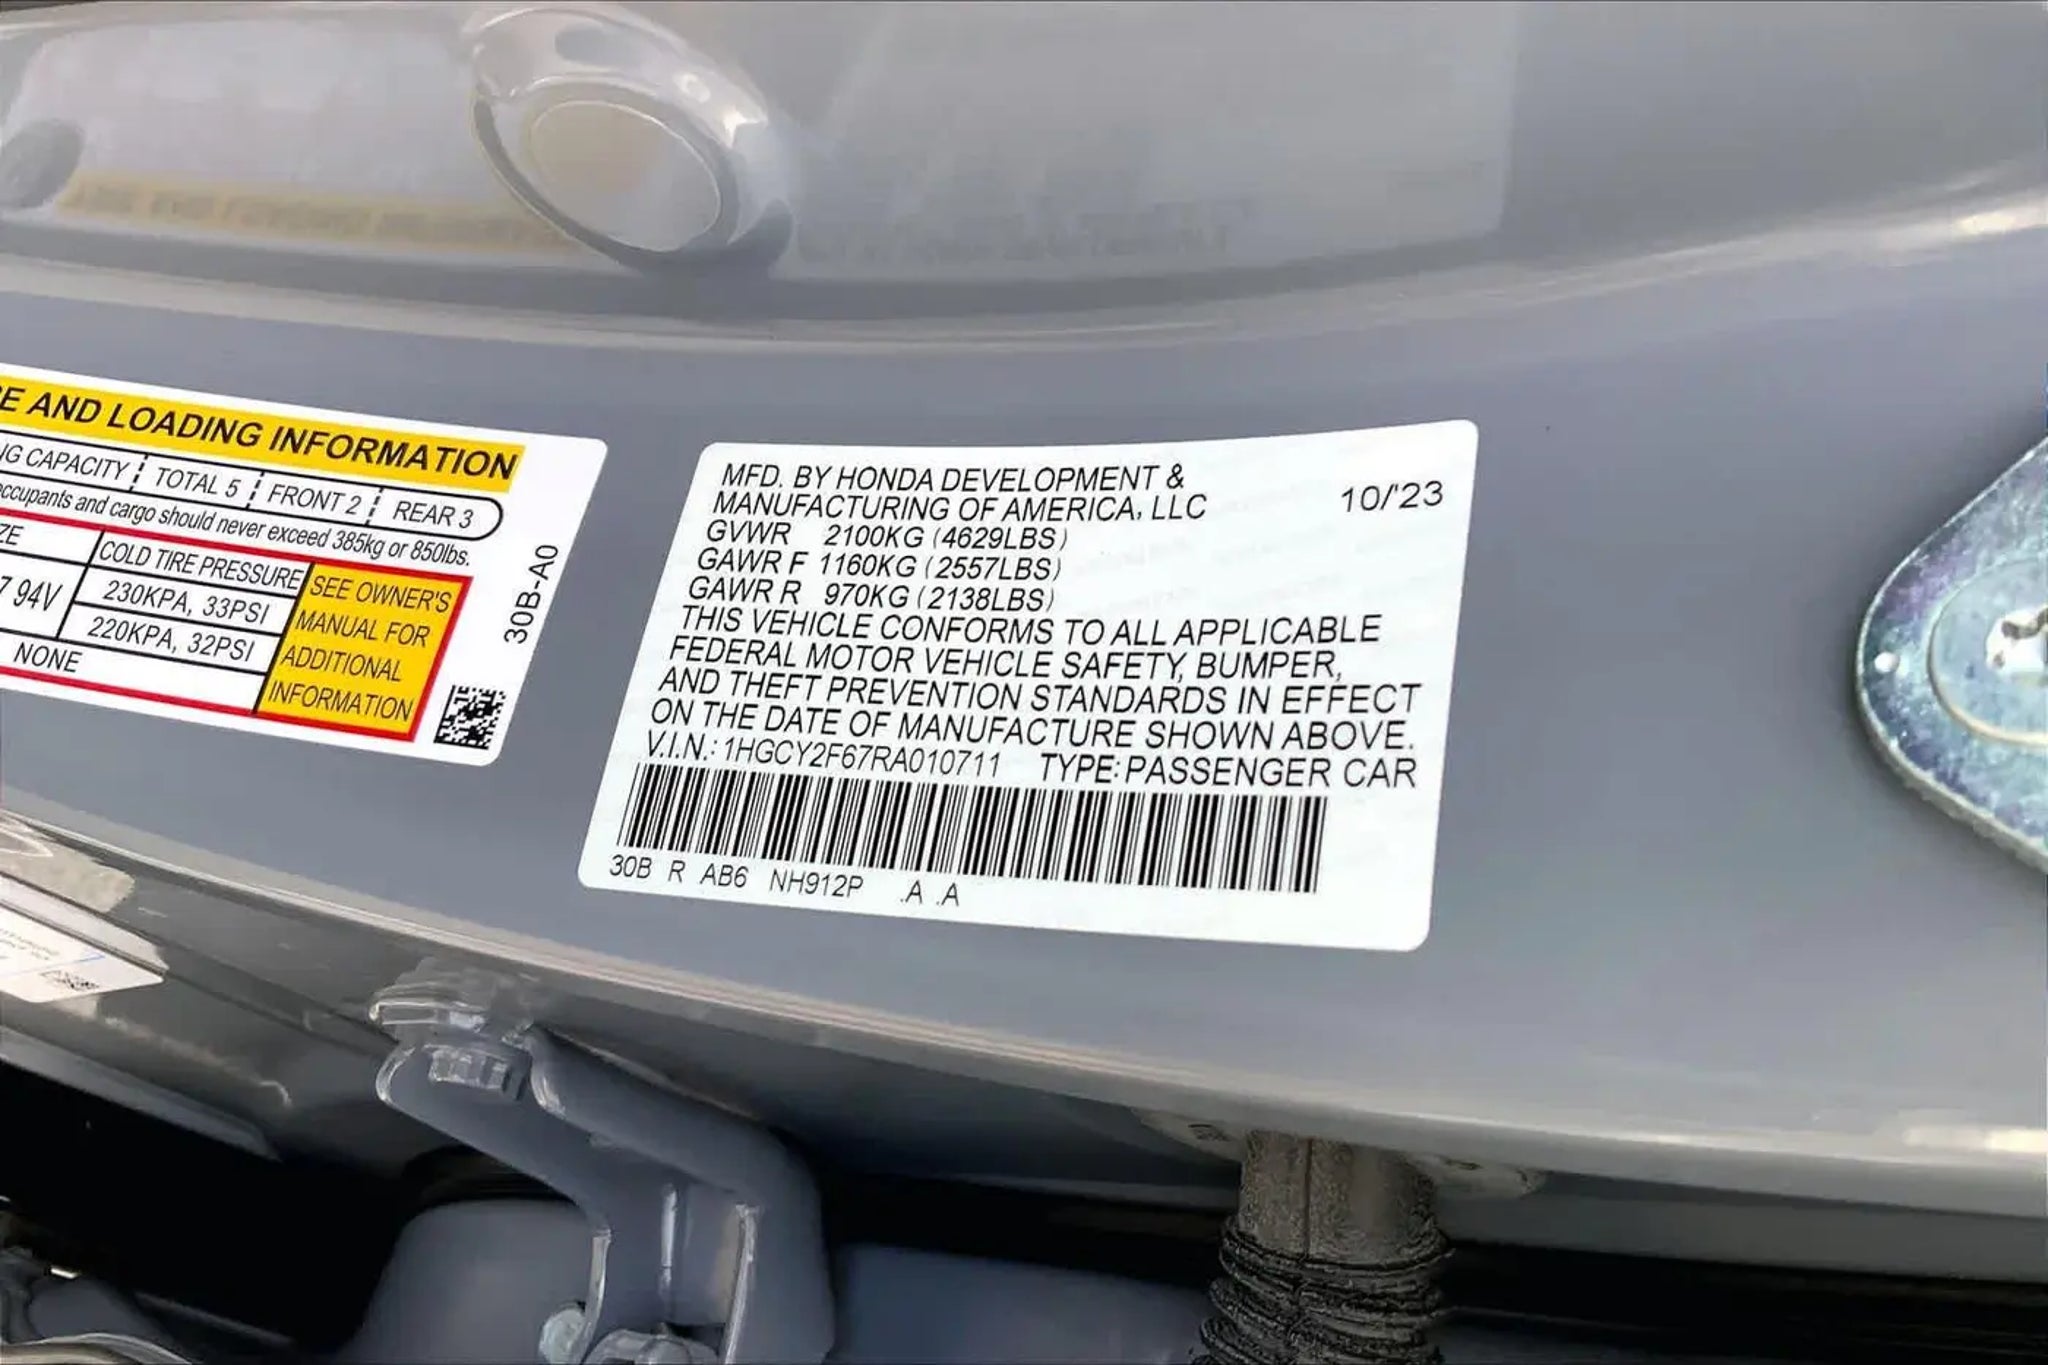 E AND LOADING INFORMATION
NG CAPACITY TOTAL 5 FRONT 2 REAR 3
occupants and cargo should never exceed 385kg or 850lbs.
ZE COLD TIRE PRESSURE SEE OWNER'S
7 94V 230KPA, 33PSI MANUAL FOR
220KPA, 32PSI ADDITIONAL
NONE INFORMATION
30B-A0
MFD. BY HONDA DEVELOPMENT &
MANUFACTURING OF AMERICA, LLC 10/'23
GVWR 2100KG (4629LBS)
GAWR F 1160KG (2557LBS)
GAWR R 970KG (2138LBS)
THIS VEHICLE CONFORMS TO ALL APPLICABLE
FEDERAL MOTOR VEHICLE SAFETY, BUMPER,
AND THEFT PREVENTION STANDARDS IN EFFECT
ON THE DATE OF MANUFACTURE SHOWN ABOVE.
V.I.N.: 1HGCY2F67RA010711 TYPE: PASSENGER CAR
30B R AB6 NH912P .A .A